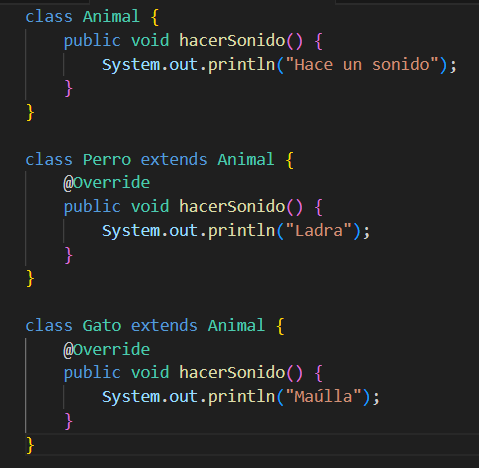 class Animal {
    public void hacerSonido() {
        System.out.println("Hace un sonido");
    }
}

class Perro extends Animal {
    @Override
    public void hacerSonido() {
        System.out.println("Ladra");
    }
}

class Gato extends Animal {
    @Override
    public void hacerSonido() {
        System.out.println("Maúlla");
    }
}